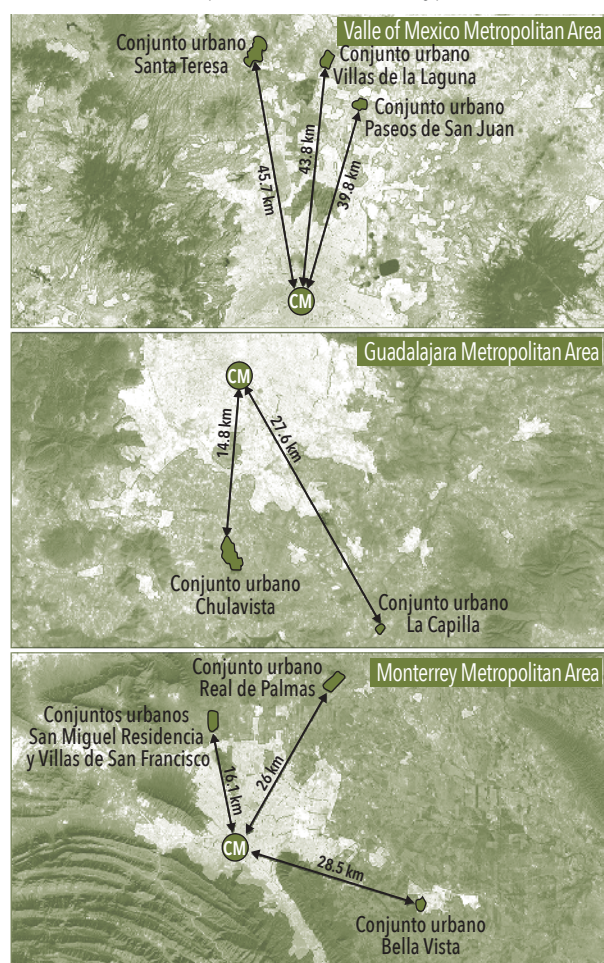 Valle of Mexico Metropolitan Area
Conjunto urbano
Santa Teresa
Conjunto urbano
Villas de la Laguna
Conjunto urbano
Paseos de San Juan
45.7 km
43.8 km
39.8 km
CM
Guadalajara Metropolitan Area
CM
14.8 km
27.6 km
Conjunto urbano
Chulavista
Conjunto urbano
La Capilla
Monterrey Metropolitan Area
Conjunto urbano
Real de Palmas
Conjuntos urbanos
San Miguel Residencia
y Villas de San Francisco
16.1 km
26 km
CM
28.5 km
Conjunto urbano
Bella Vista